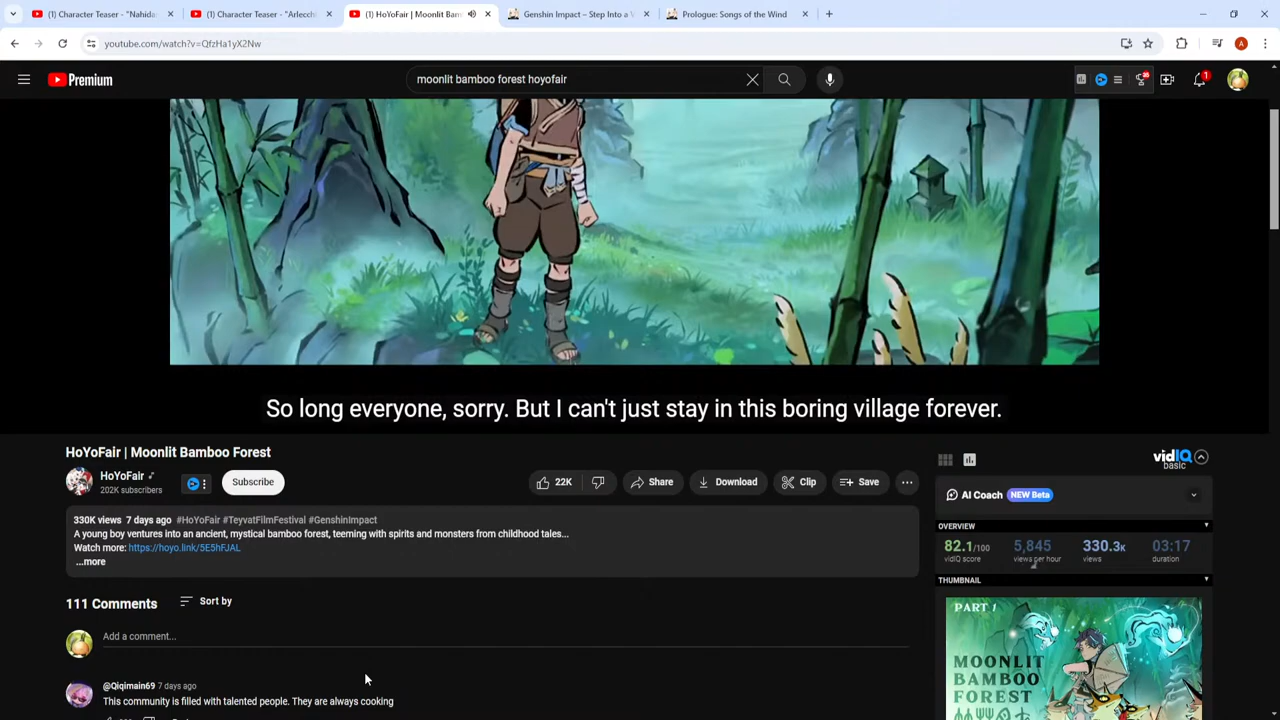 (1) Character Teaser - "Nahida
(1) Character Teaser - "Arlecch
(1) HoYoFair | Moonlit Bam
Genshin Impact – Step Into a V
Prologue: Songs of the Wind
youtube.com/watch?v=QfzHa1yX2Nw
A
Premium
moonlit bamboo forest hoyofair
1
So long everyone, sorry. But I can't just stay in this boring village forever.
HoYoFair | Moonlit Bamboo Forest
HoYoFair
202K subscribers
Subscribe
22K
Share
Download
Clip
Save
330K views 7 days ago #HoYoFair #TeyvatFilmFestival #GenshinImpact
A young boy ventures into an ancient, mystical bamboo forest, teeming with spirits and monsters from childhood tales...
Watch more: https://hoyo.link/5E5hFJAL
...more
111 Comments
Sort by
Add a comment...
@Qiqimain69 7 days ago
This community is filled with talented people. They are always cooking
vidIQ
basic
AI Coach NEW Beta
OVERVIEW
82.1/100 5,845 330.3K 03:17
vidIQ score views per hour views duration
THUMBNAIL
PART 1
MOONLIT
BAMBOO
FOREST